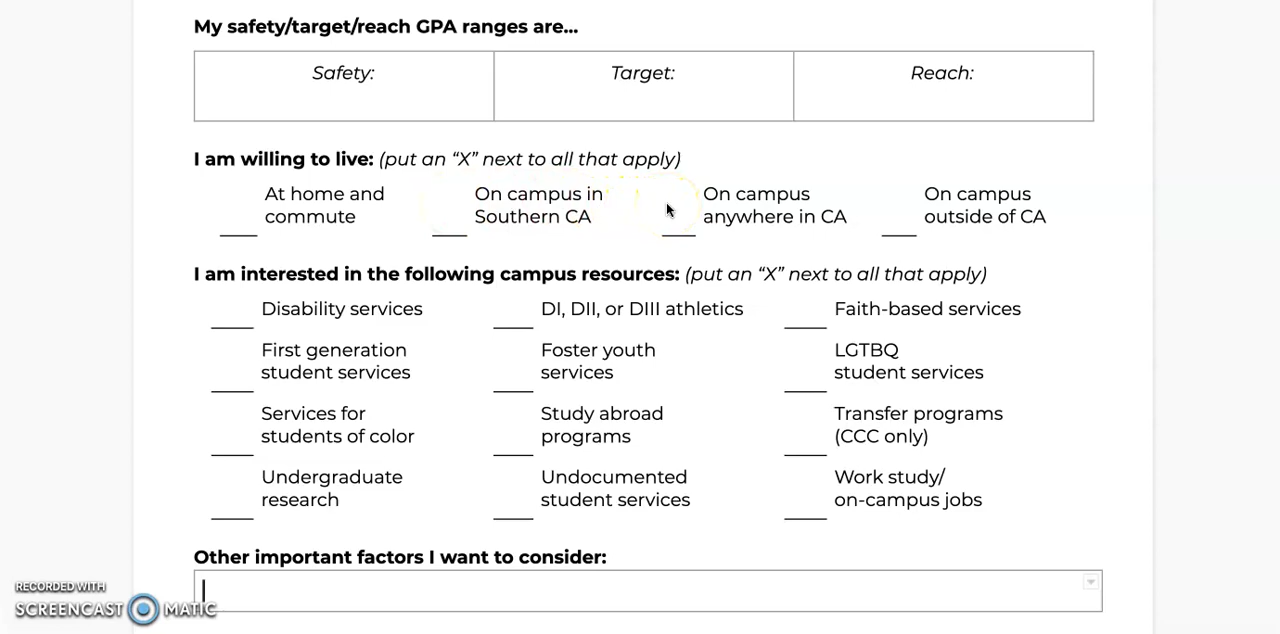 My safety/target/reach GPA ranges are...
Safety: Target: Reach:
I am willing to live: (put an “X” next to all that apply)
At home and commute
On campus in Southern CA
On campus anywhere in CA
On campus outside of CA
I am interested in the following campus resources: (put an “X” next to all that apply)
Disability services
DI, DII, or DIII athletics
Faith-based services
First generation student services
Foster youth services
LGTBQ student services
Services for students of color
Study abroad programs
Transfer programs (CCC only)
Undergraduate research
Undocumented student services
Work study/ on-campus jobs
Other important factors I want to consider:
RECORDED WITH
SCREENCAST MATIC